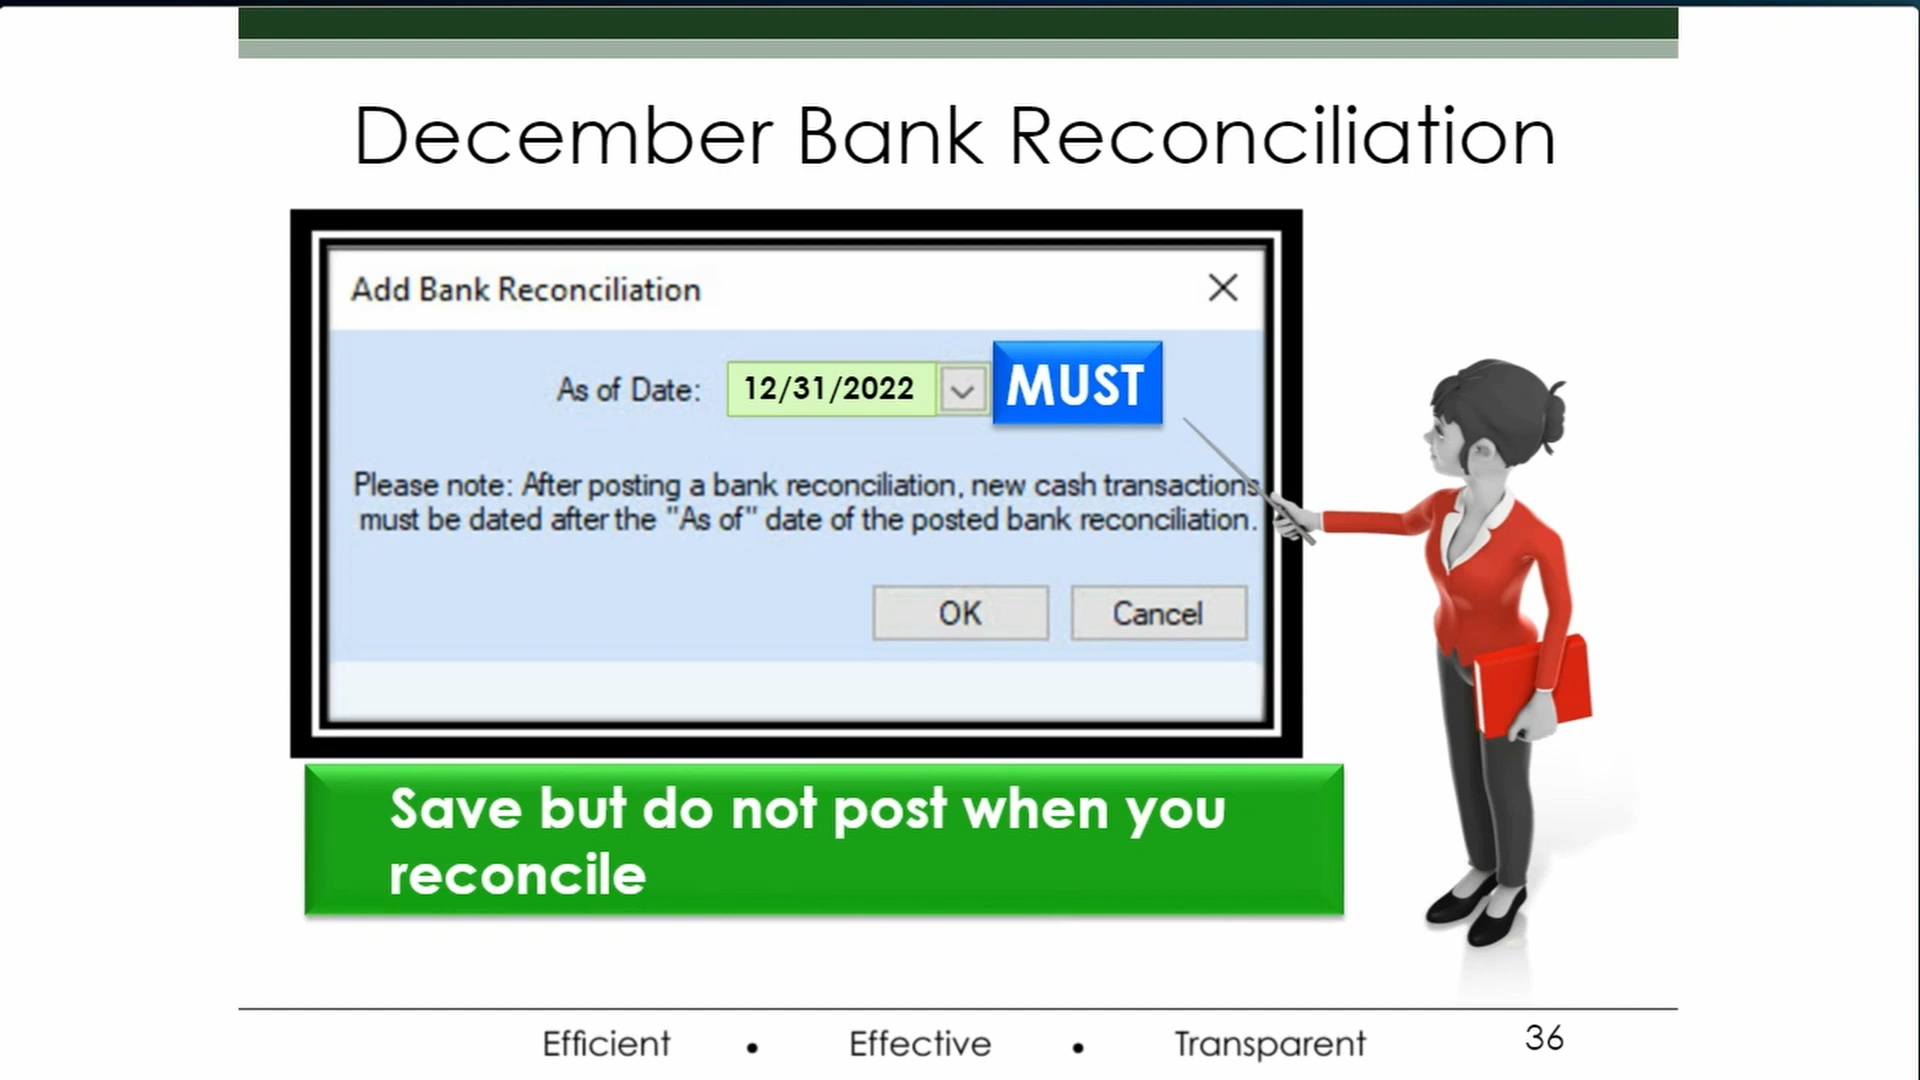 December Bank Reconciliation
Add Bank Reconciliation
As of Date: 12/31/2022 MUST
Please note: After posting a bank reconciliation, new cash transactions
must be dated after the "As of" date of the posted bank reconciliation.
OK Cancel
Save but do not post when you
reconcile
Efficient • Effective • Transparent 36